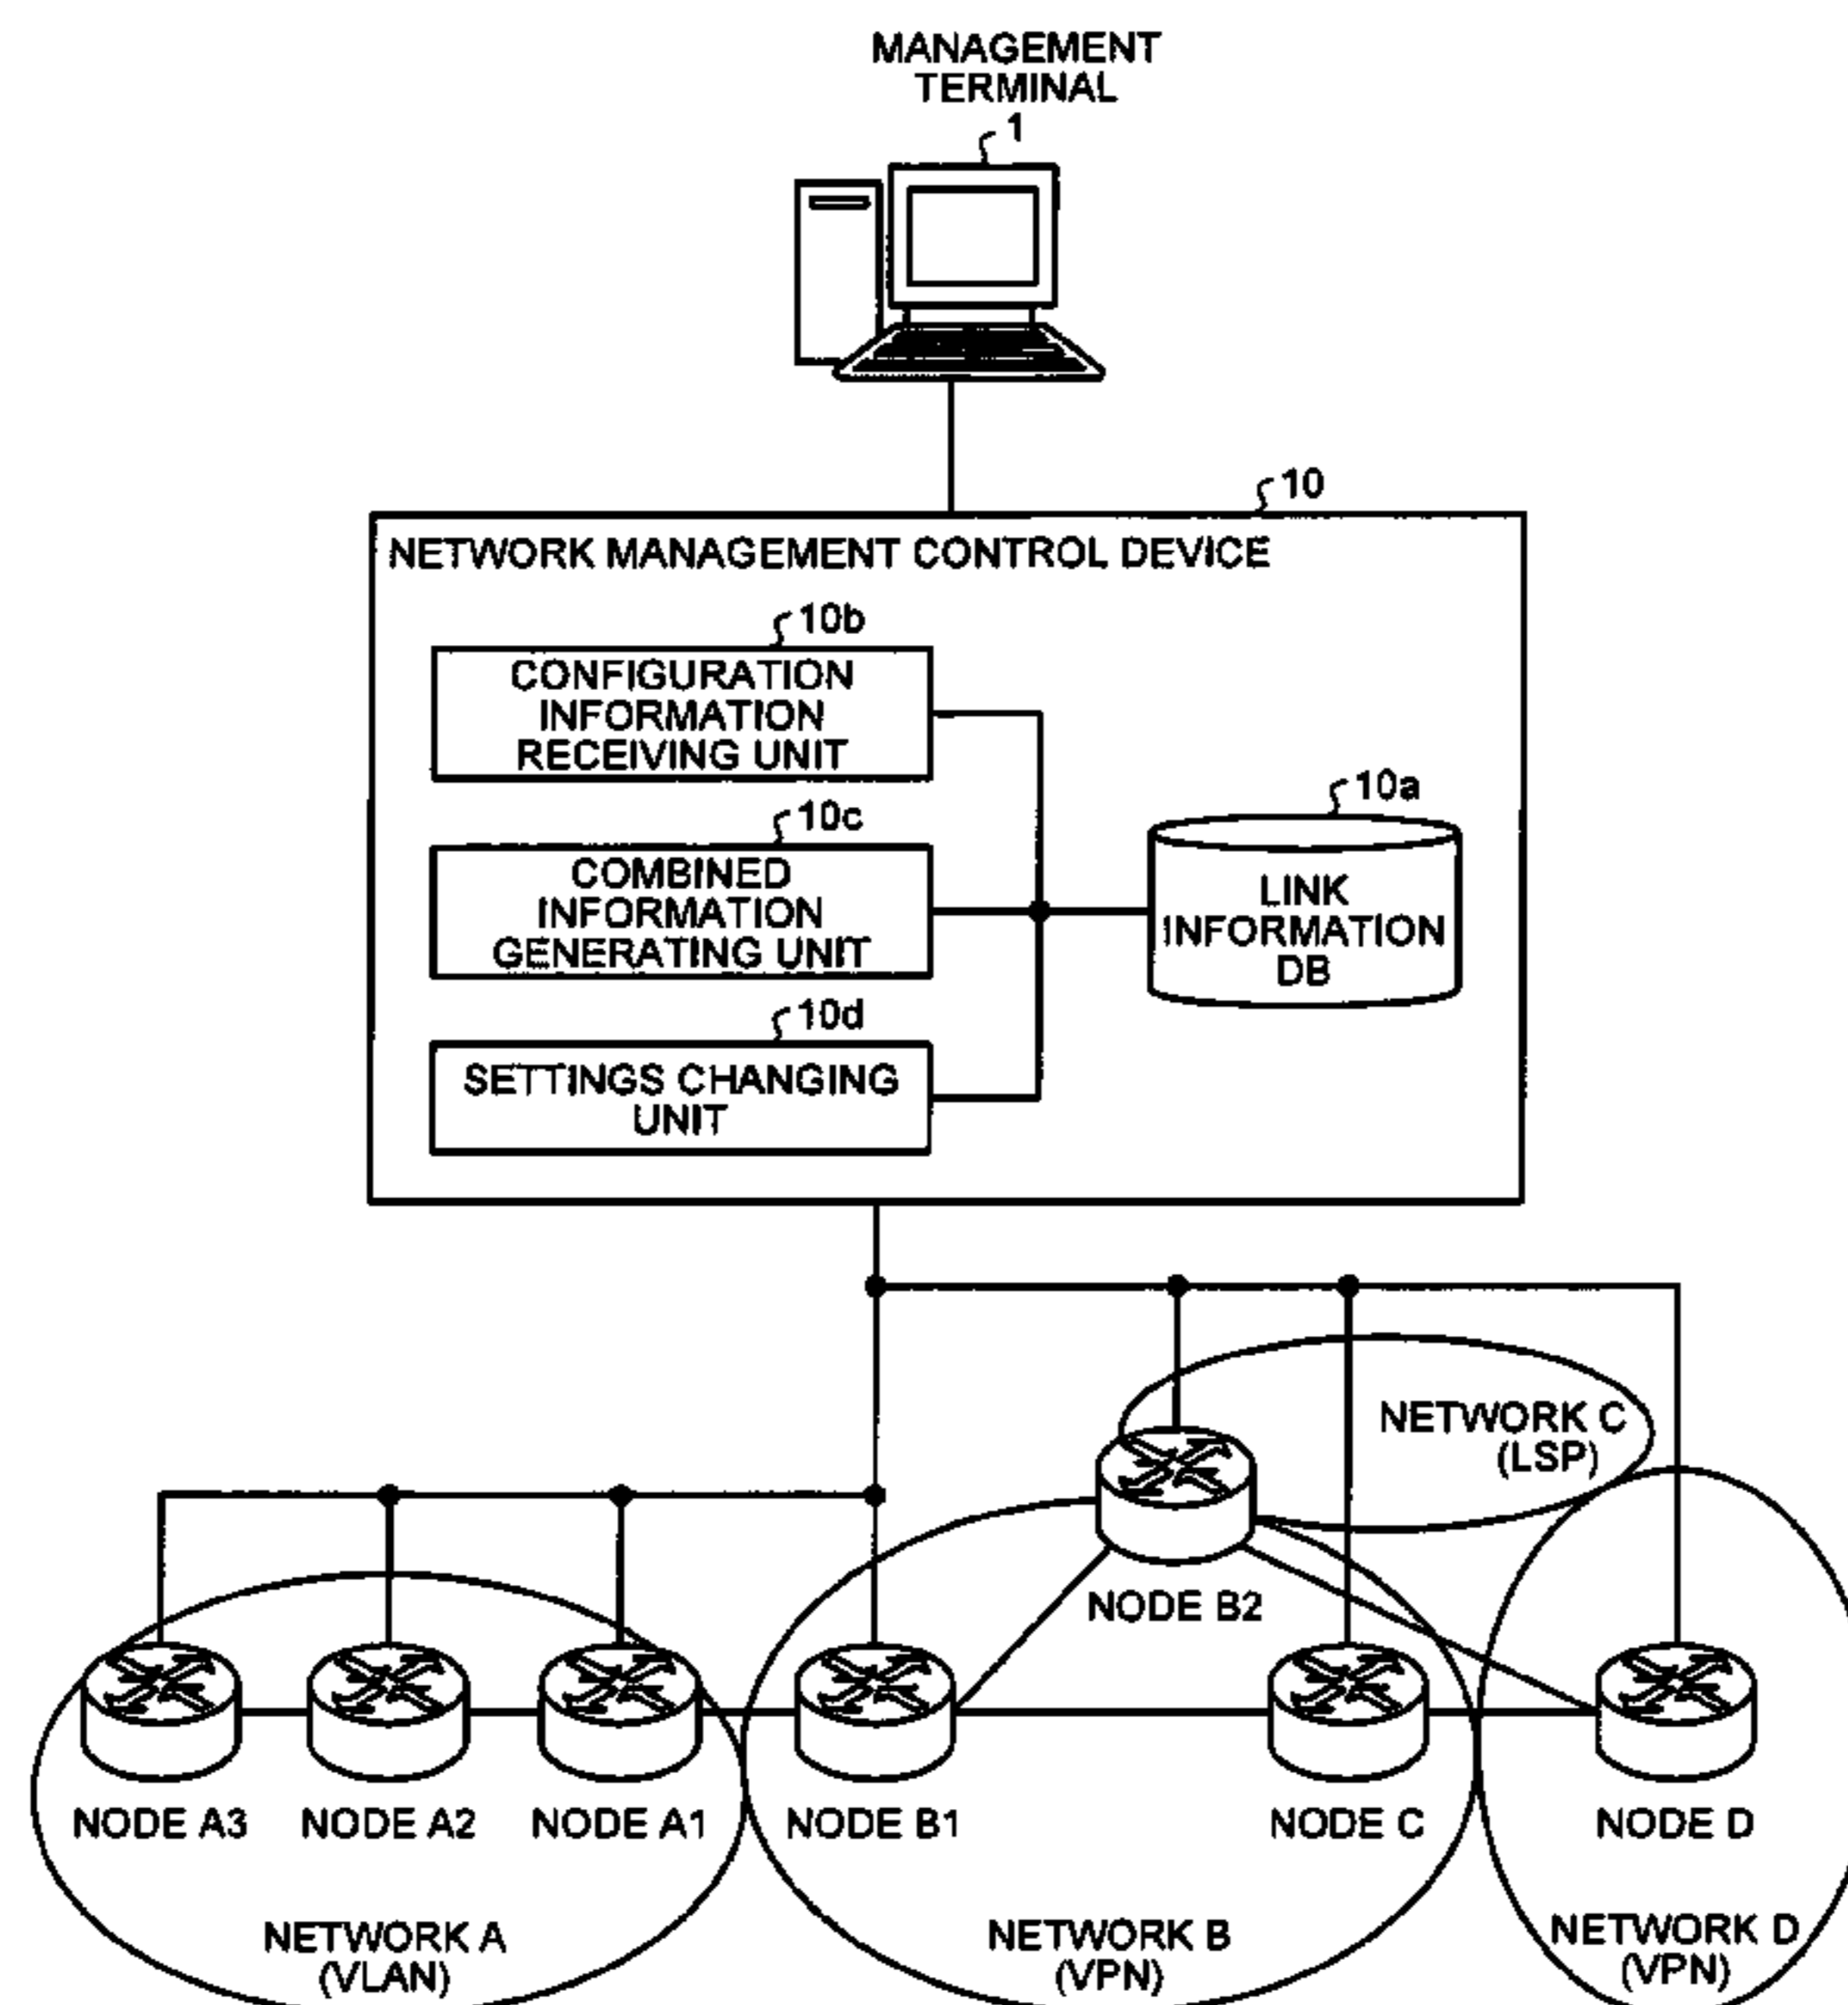 MANAGEMENT
TERMINAL
1
10
NETWORK MANAGEMENT CONTROL DEVICE
10b
CONFIGURATION
INFORMATION
RECEIVING UNIT
10a
10c
COMBINED
INFORMATION
GENERATING UNIT
LINK
INFORMATION
DB
10d
SETTINGS CHANGING
UNIT
NETWORK C
(LSP)
NODE B2
NODE A3
NODE A2
NODE A1
NODE B1
NODE C
NODE D
NETWORK A
(VLAN)
NETWORK B
(VPN)
NETWORK D
(VPN)